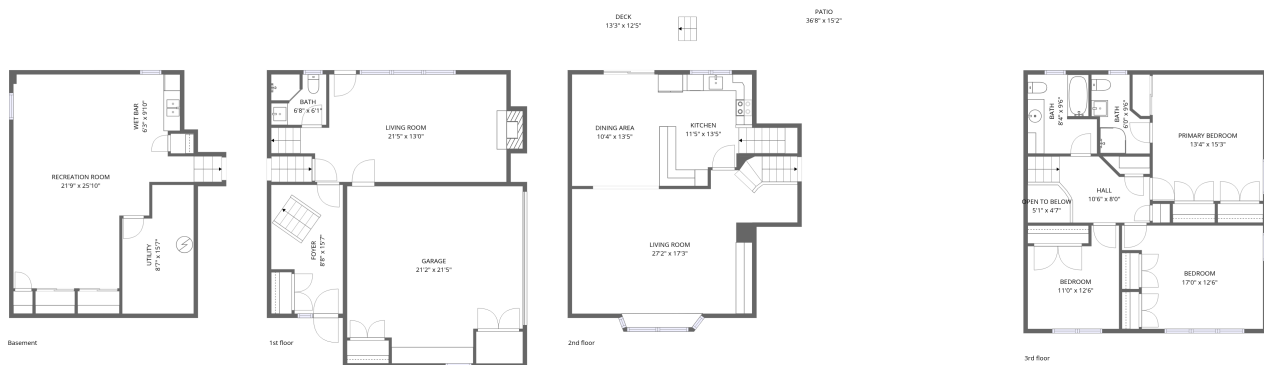 DECK
13'3" x 12'5"
PATIO
36'8" x 15'2"
WET BAR
6'3" x 9'10"
RECREATION ROOM
21'9" x 25'10"
UTILITY
8'7" x 15'7"
Basement
BATH
6'8" x 6'1"
LIVING ROOM
21'5" x 13'0"
FOYER
8'8" x 15'7"
GARAGE
21'2" x 21'5"
1st floor
DINING AREA
10'4" x 13'5"
KITCHEN
11'5" x 13'5"
LIVING ROOM
27'2" x 17'3"
2nd floor
BATH
8'4" x 9'6"
BATH
6'0" x 9'6"
PRIMARY BEDROOM
13'4" x 15'3"
HALL
10'6" x 8'0"
OPEN TO BELOW
5'1" x 4'7"
BEDROOM
11'0" x 12'6"
BEDROOM
17'0" x 12'6"
3rd floor